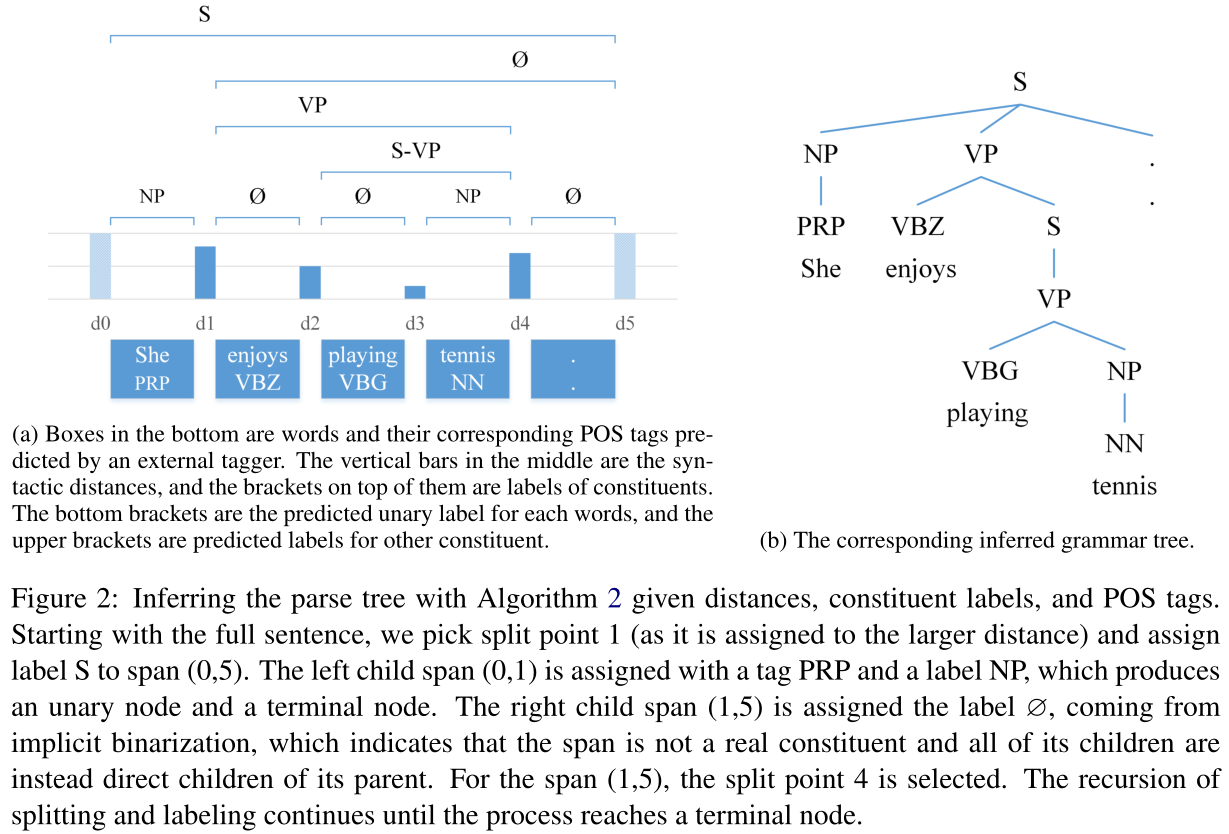 S
Ø
VP
S-VP
NP Ø Ø NP Ø
d0 d1 d2 d3 d4 d5
She enjoys playing tennis .
PRP VBZ VBG NN .
(a) Boxes in the bottom are words and their corresponding POS tags pre-
dicted by an external tagger. The vertical bars in the middle are the syn-
tactic distances, and the brackets on top of them are labels of constituents.
The bottom brackets are the predicted unary label for each words, and the
upper brackets are predicted labels for other constituent.
S
NP VP .
PRP VBZ S .
She enjoys
VP
VBG NP
playing
NN
tennis
(b) The corresponding inferred grammar tree.
Figure 2: Inferring the parse tree with Algorithm 2 given distances, constituent labels, and POS tags.
Starting with the full sentence, we pick split point 1 (as it is assigned to the larger distance) and assign
label S to span (0,5). The left child span (0,1) is assigned with a tag PRP and a label NP, which produces
an unary node and a terminal node. The right child span (1,5) is assigned the label ∅, coming from
implicit binarization, which indicates that the span is not a real constituent and all of its children are
instead direct children of its parent. For the span (1,5), the split point 4 is selected. The recursion of
splitting and labeling continues until the process reaches a terminal node.